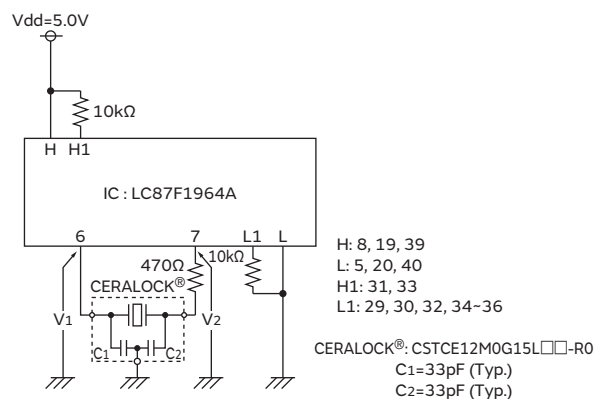 Vdd=5.0V
10kΩ
H H1
IC : LC87F1964A
6 7 L1 L
470Ω 10kΩ
CERALOCK®
V1 C1 C2 V2
H: 8, 19, 39
L: 5, 20, 40
H1: 31, 33
L1: 29, 30, 32, 34~36
CERALOCK®: CSTCE12M0G15L□□-R0
C1=33pF (Typ.)
C2=33pF (Typ.)